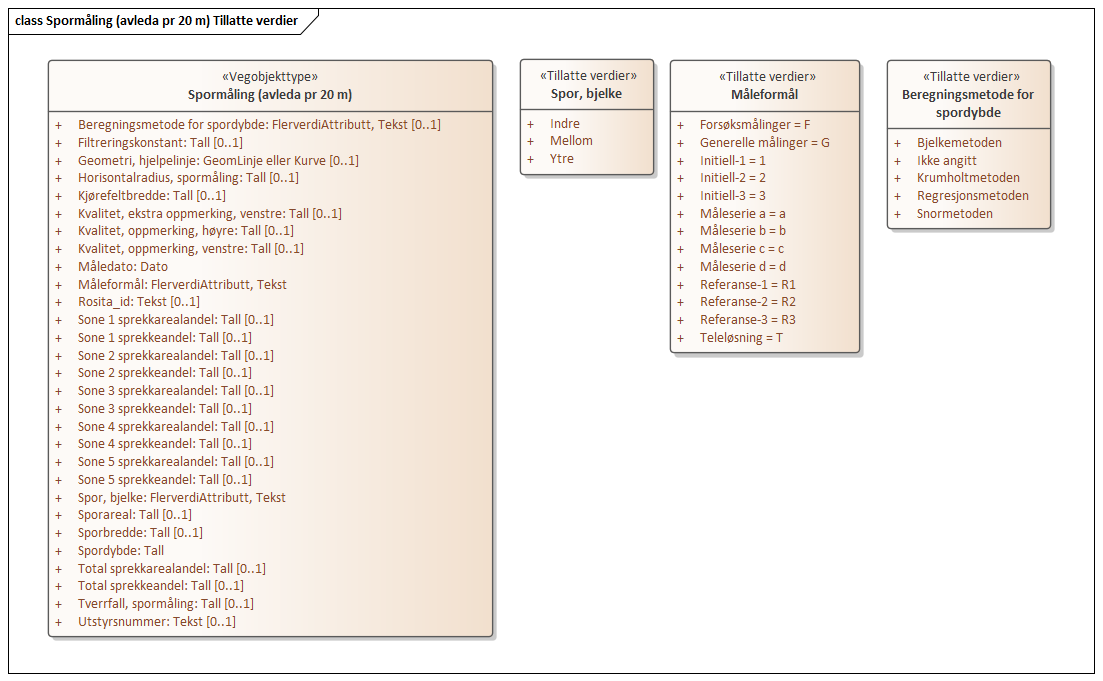 class Spormåling (avleda pr 20 m) Tillatte verdier
«Vegobjekttype»
Spormåling (avleda pr 20 m)
+ Beregningsmetode for spordybde: FlerverdiAttributt, Tekst [0..1]
+ Filtreringskonstant: Tall [0..1]
+ Geometri, hjelpelinje: GeomLinje eller Kurve [0..1]
+ Horisontalradius, spormåling: Tall [0..1]
+ Kjørefeltbredde: Tall [0..1]
+ Kvalitet, ekstra oppmerking, venstre: Tall [0..1]
+ Kvalitet, oppmerking, høyre: Tall [0..1]
+ Kvalitet, oppmerking, venstre: Tall [0..1]
+ Måledato: Dato
+ Måleformål: FlerverdiAttributt, Tekst
+ Rosita_id: Tekst [0..1]
+ Sone 1 sprekkarealandel: Tall [0..1]
+ Sone 1 sprekkeandel: Tall [0..1]
+ Sone 2 sprekkarealandel: Tall [0..1]
+ Sone 2 sprekkeandel: Tall [0..1]
+ Sone 3 sprekkarealandel: Tall [0..1]
+ Sone 3 sprekkeandel: Tall [0..1]
+ Sone 4 sprekkarealandel: Tall [0..1]
+ Sone 4 sprekkeandel: Tall [0..1]
+ Sone 5 sprekkarealandel: Tall [0..1]
+ Sone 5 sprekkeandel: Tall [0..1]
+ Spor, bjelke: FlerverdiAttributt, Tekst
+ Sporareal: Tall [0..1]
+ Sporbredde: Tall [0..1]
+ Spordybde: Tall
+ Total sprekkarealandel: Tall [0..1]
+ Total sprekkeandel: Tall [0..1]
+ Tverrfall, spormåling: Tall [0..1]
+ Utstyrsnummer: Tekst [0..1]
«Tillatte verdier»
Spor, bjelke
+ Indre
+ Mellom
+ Ytre
«Tillatte verdier»
Måleformål
+ Forsøksmålinger = F
+ Generelle målinger = G
+ Initiell-1 = 1
+ Initiell-2 = 2
+ Initiell-3 = 3
+ Måleserie a = a
+ Måleserie b = b
+ Måleserie c = c
+ Måleserie d = d
+ Referanse-1 = R1
+ Referanse-2 = R2
+ Referanse-3 = R3
+ Teleløsning = T
«Tillatte verdier»
Beregningsmetode for
spordybde
+ Bjelkemetoden
+ Ikke angitt
+ Krumholtmetoden
+ Regresjonsmetoden
+ Snormetoden